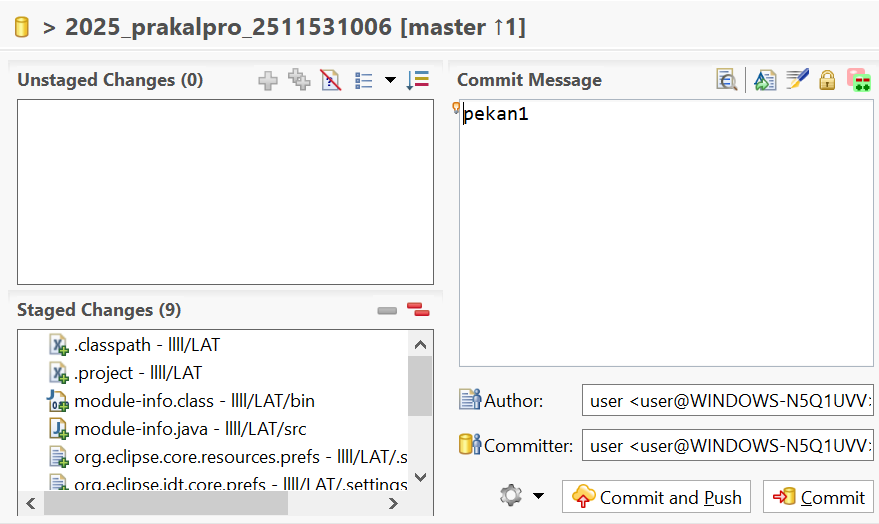 > 2025_prakalpro_2511531006 [master ↑1]
Unstaged Changes (0)
Commit Message
pekan1
Staged Changes (9)
.classpath - llll/LAT
.project - llll/LAT
module-info.class - llll/LAT/bin
module-info.java - llll/LAT/src
org.eclipse.core.resources.prefs - llll/LAT/.s
org.eclipse.jdt.core.prefs - llll/LAT/.settings
Author: user <user@WINDOWS-N5Q1UVV:
Committer: user <user@WINDOWS-N5Q1UVV:
Commit and Push
Commit